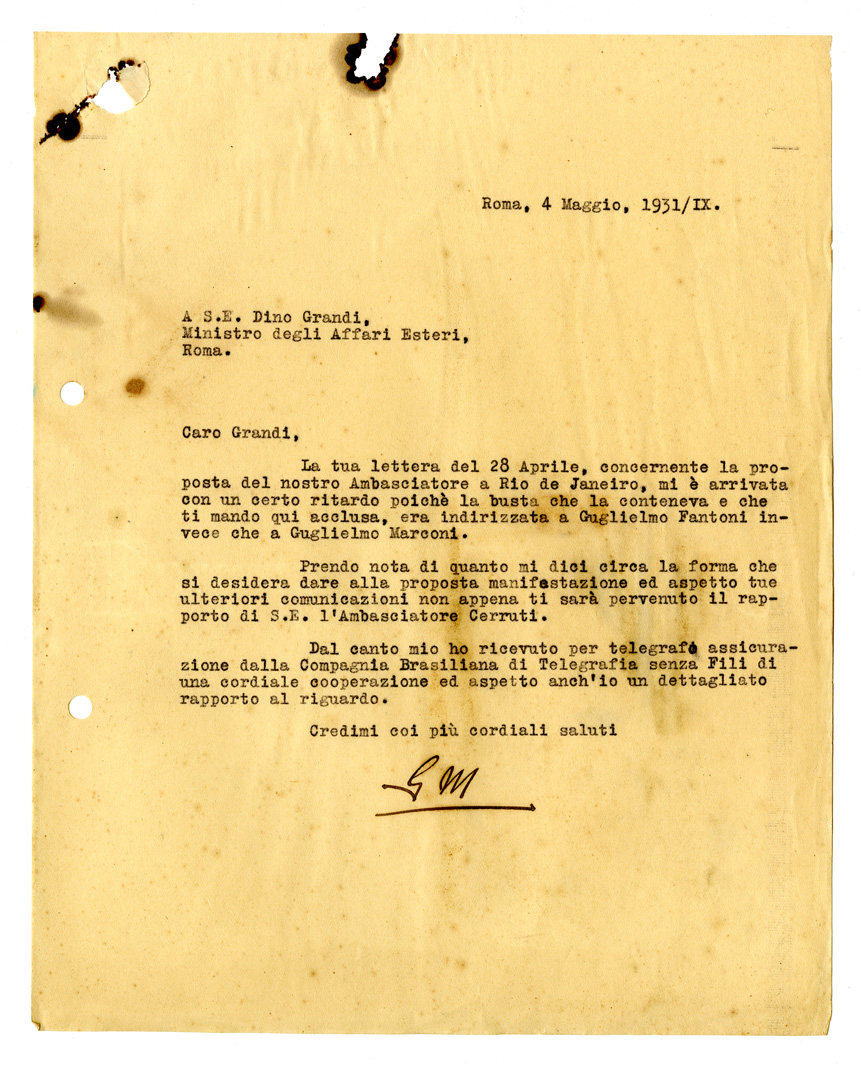 Roma, 4 Maggio, 1931/IX.
A S.E. Dino Grandi,
Ministro degli Affari Esteri,
Roma.
Caro Grandi,
La tua lettera del 28 Aprile, concernente la pro-
posta del nostro Ambasciatore a Rio de Janeiro, mi è arrivata
con un certo ritardo poichè la busta che la conteneva e che
ti mando qui acclusa, era indirizzata a Guglielmo Fantoni in-
vece che a Guglielmo Marconi.
Prendo nota di quanto mi dici circa la forma che
si desidera dare alla proposta manifestazione ed aspetto tue
ulteriori comunicazioni non appena ti sarà pervenuto il rap-
porto di S.E. l'Ambasciatore Cerruti.
Dal canto mio ho ricevuto per telegrafo assicura-
zione dalla Compagnia Brasiliana di Telegrafia senza Fili di
una cordiale cooperazione ed aspetto anch'io un dettagliato
rapporto al riguardo.
Credimi coi più cordiali saluti
GM